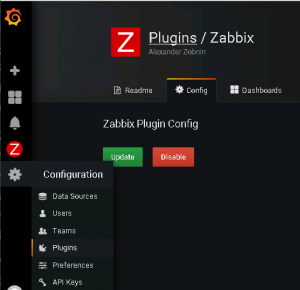 Z
Plugins / Zabbix
Alexander Zobnin
Readme Config Dashboards
Zabbix Plugin Config
Update Disable
Z
Configuration
Data Sources
Users
Teams
Plugins
Preferences
API Keys